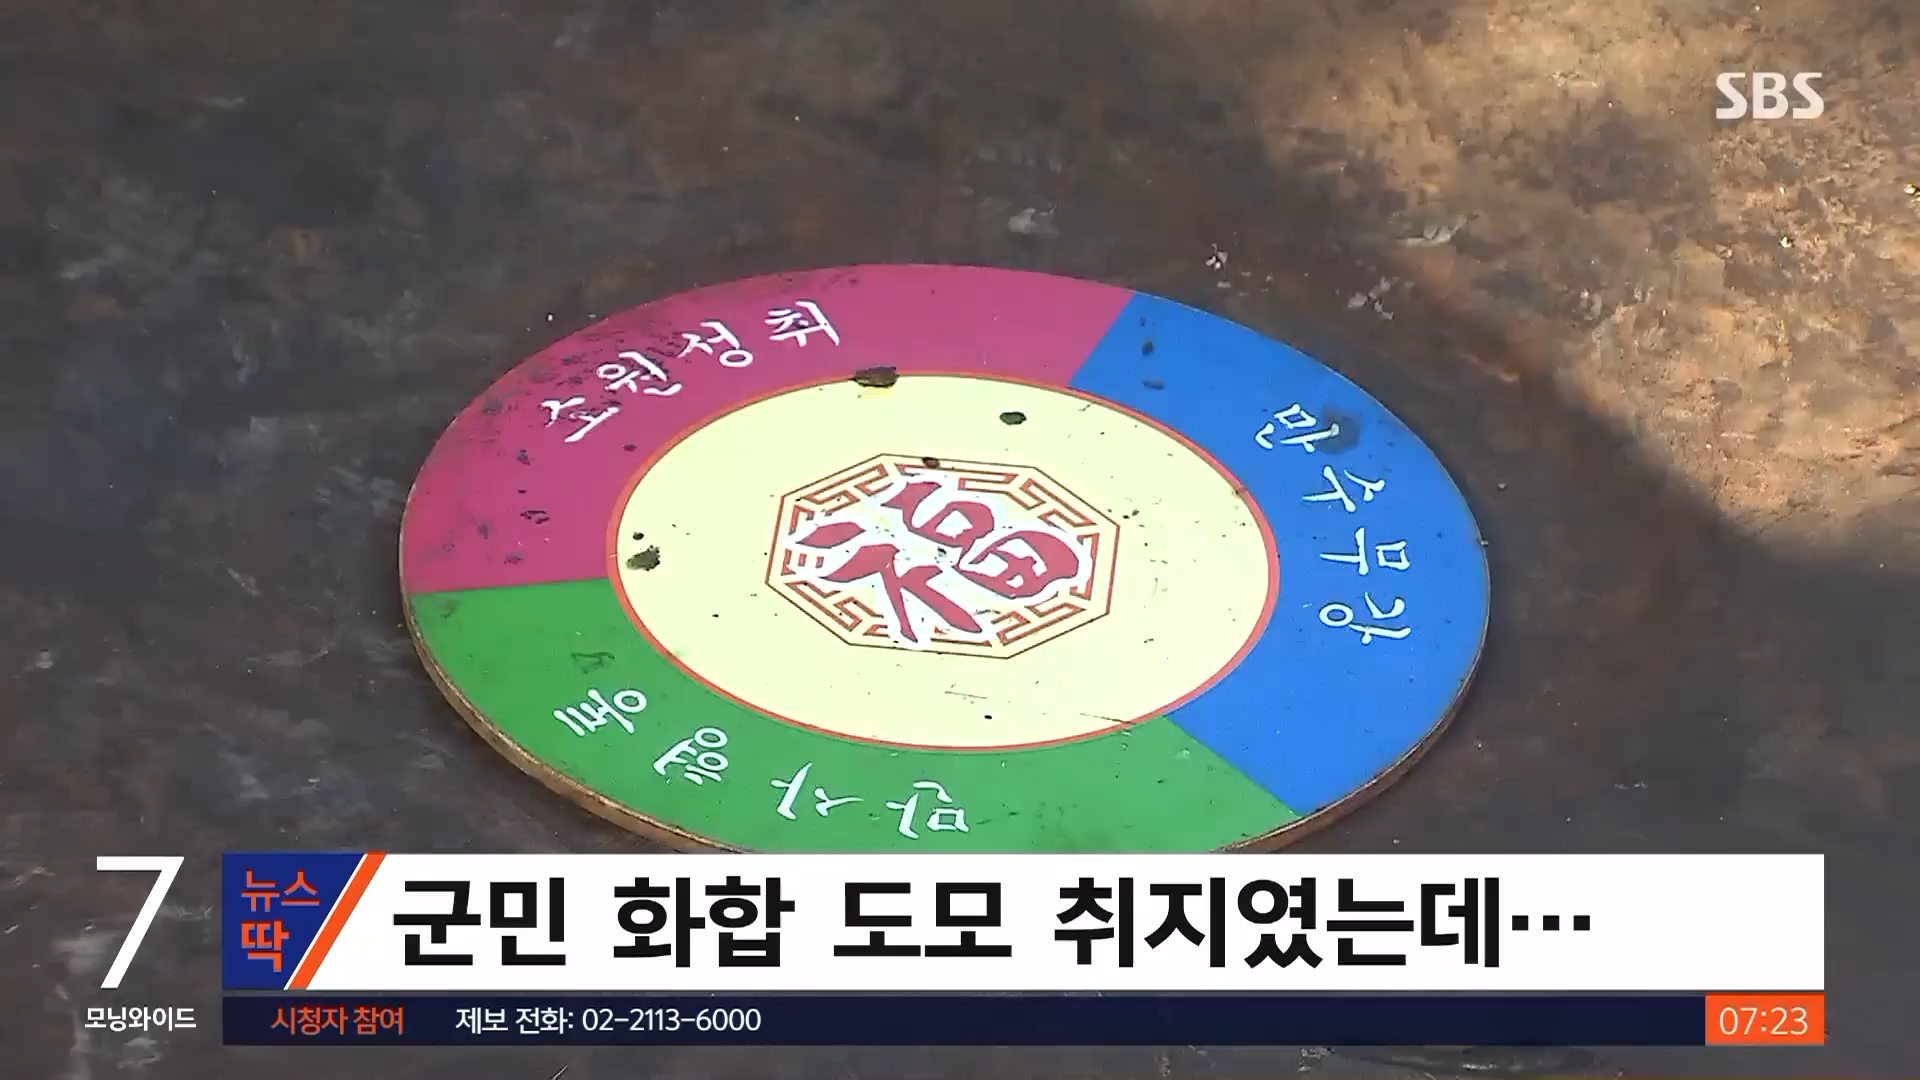 SBS
소원성취
만수무강
만사형통
福
7
모닝와이드
뉴스
딱
군민 화합 도모 취지였는데…
시청자 참여 제보 전화: 02-2113-6000
07:23